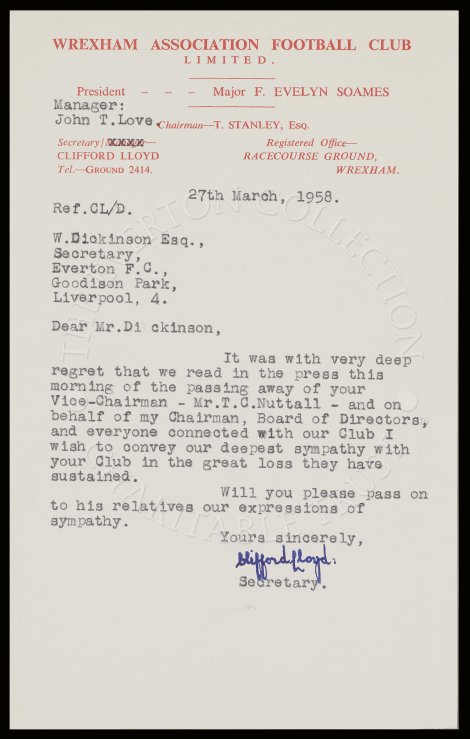 WREXHAM ASSOCIATION FOOTBALL CLUB
LIMITED.
President – – – Major F. EVELYN SOAMES
Manager:
John T.Love.
Chairman—T. STANLEY, Esq.
Secretary/ XXXX— Registered Office—
CLIFFORD LLOYD RACECOURSE GROUND,
Tel.—GROUND 2414. WREXHAM.
27th March, 1958.
Ref.CL/D.
W.Dickinson Esq.,
Secretary,
Everton F.C.,
Goodison Park,
Liverpool, 4.
Dear Mr.Dickinson,
It was with very deep
regret that we read in the press this
morning of the passing away of your
Vice-Chairman - Mr.T.C.Nuttall - and on
behalf of my Chairman, Board of Directors,
and everyone connected with our Club I
wish to convey our deepest sympathy with
your Club in the great loss they have
sustained.
Will you please pass on
to his relatives our expressions of
sympathy.
Yours sincerely,
Clifford Lloyd.
Secretary.
THE EVERTON COLLECTION
CHARITABLE TRUST